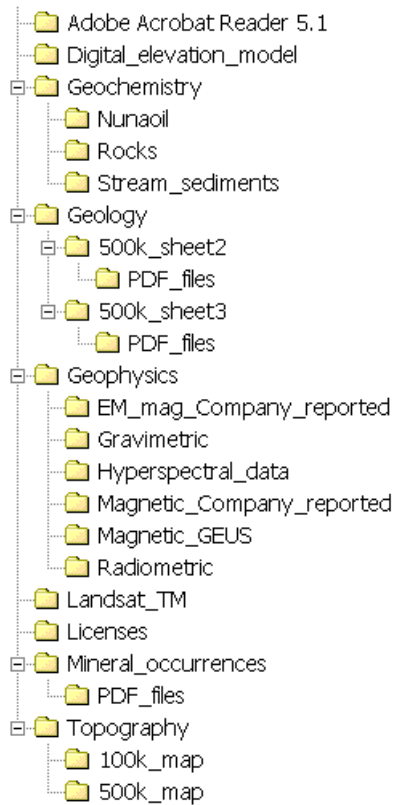 Adobe Acrobat Reader 5.1
Digital_elevation_model
Geochemistry
Nunaoil
Rocks
Stream_sediments
Geology
500k_sheet2
PDF_files
500k_sheet3
PDF_files
Geophysics
EM_mag_Company_reported
Gravimetric
Hyperspectral_data
Magnetic_Company_reported
Magnetic_GEUS
Radiometric
Landsat_TM
Licenses
Mineral_occurrences
PDF_files
Topography
100k_map
500k_map